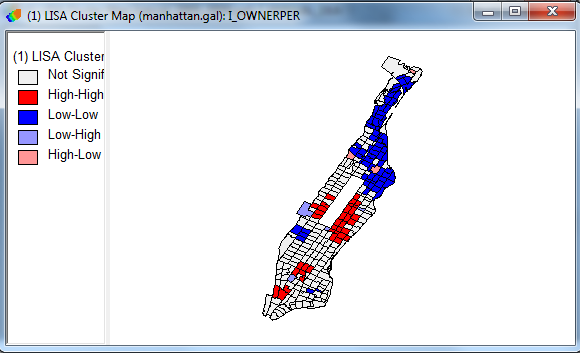 (1) LISA Cluster Map (manhattan.gal): I_OWNERPER
(1) LISA Cluster
Not Signif
High-High
Low-Low
Low-High
High-Low